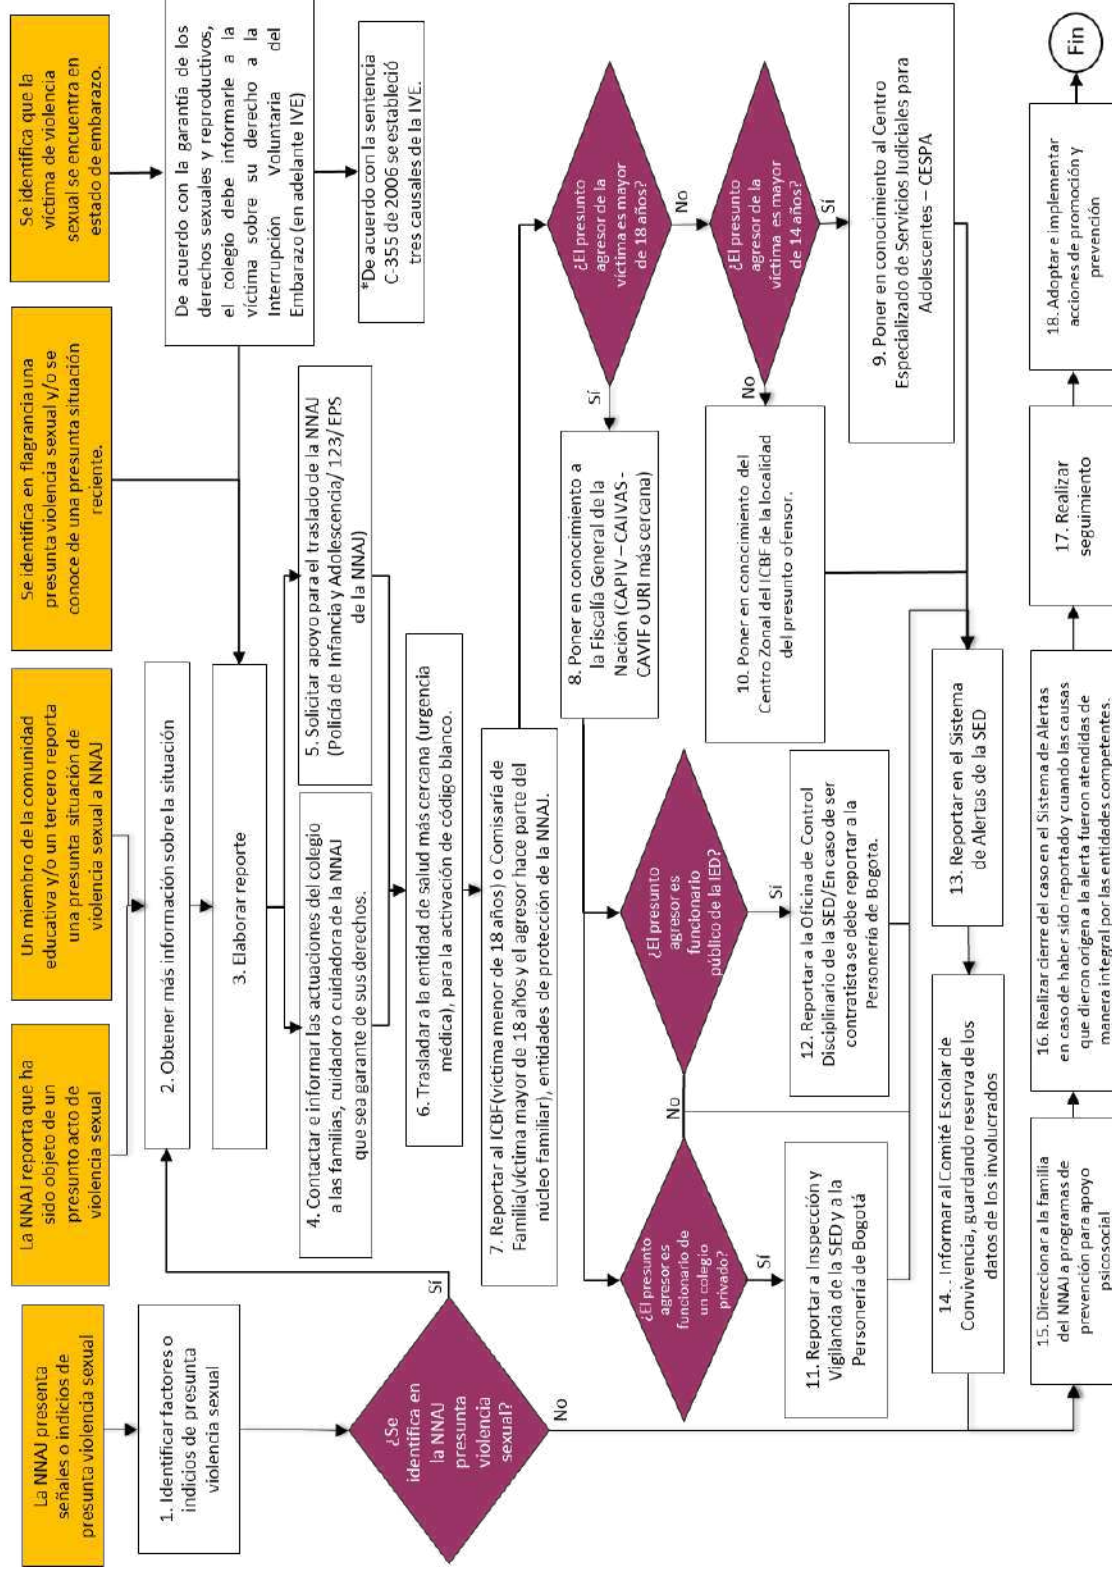 La NNAJ presenta
señales o indicios de
presunta violencia sexual
La NNAJ reporta que ha
sido objeto de un
presunto acto de
violencia sexual
Un miembro de la comunidad
educativa y/o un tercero reporta
una presunta situación de
violencia sexual a NNAJ
Se identifica en flagrancia una
presunta violencia sexual y/o se
conoce de una presunta situación
reciente.
Se identifica que la
víctima de violencia
sexual se encuentra en
estado de embarazo.
1. Identificar factores o
indicios de presunta
violencia sexual
2. Obtener más información sobre la situación
De acuerdo con la garantía de los
derechos sexuales y reproductivos,
el colegio debe informarle a la
víctima sobre su derecho a la
Interrupción Voluntaria del
Embarazo (en adelante IVE)
3. Elaborar reporte
*De acuerdo con la sentencia
C-355 de 2006 se estableció
tres causales de la IVE.
¿Se
identifica en
la NNAJ
presunta
violencia
sexual?
Sí
No
4. Contactar e informar las actuaciones del colegio
a las familias, cuidador o cuidadora de la NNAJ
que sea garante de sus derechos.
5. Solicitar apoyo para el traslado de la NNAJ
(Policía de Infancia y Adolescencia/ 123/ EPS
de la NNAJ)
6. Trasladar a la entidad de salud más cercana (urgencia
médica), para la activación de código blanco.
7. Reportar al ICBF(víctima menor de 18 años) o Comisaría de
Familia(víctima mayor de 18 años y el agresor hace parte del
núcleo familiar), entidades de protección de la NNAJ.
¿El presunto
agresor de la
víctima es mayor
de 18 años?
Sí
No
8. Poner en conocimiento a
la Fiscalía General de la
Nación (CAPIV – CAIVAS -
CAVIF o URI más cercana)
¿El presunto
agresor de la
víctima es mayor
de 14 años?
No
Sí
¿El presunto
agresor es
funcionario de
un colegio
privado?
Sí
No
¿El presunto
agresor es
funcionario
público de la IED?
Sí
10. Poner en conocimiento del
Centro Zonal del ICBF de la localidad
del presunto ofensor.
9. Poner en conocimiento al Centro
Especializado de Servicios Judiciales para
Adolescentes – CESPA
11. Reportar a Inspección y
Vigilancia de la SED y a la
Personería de Bogotá
12. Reportar a la Oficina de Control
Disciplinario de la SED/En caso de ser
contratista se debe reportar a la
Personería de Bogota.
13. Reportar en el Sistema
de Alertas de la SED
14. . Informar al Comité Escolar de
Convivencia, guardando reserva de los
datos de los involucrados
15. Direccionar a la familia
del NNAJ a programas de
prevención para apoyo
psicosocial
16. Realizar cierre del caso en el Sistema de Alertas
en caso de haber sido reportado y cuando las causas
que dieron origen a la alerta fueron atendidas de
manera integral por las entidades competentes.
17. Realizar
seguimiento
18. Adoptar e implementar
acciones de promoción y
prevención
Fin